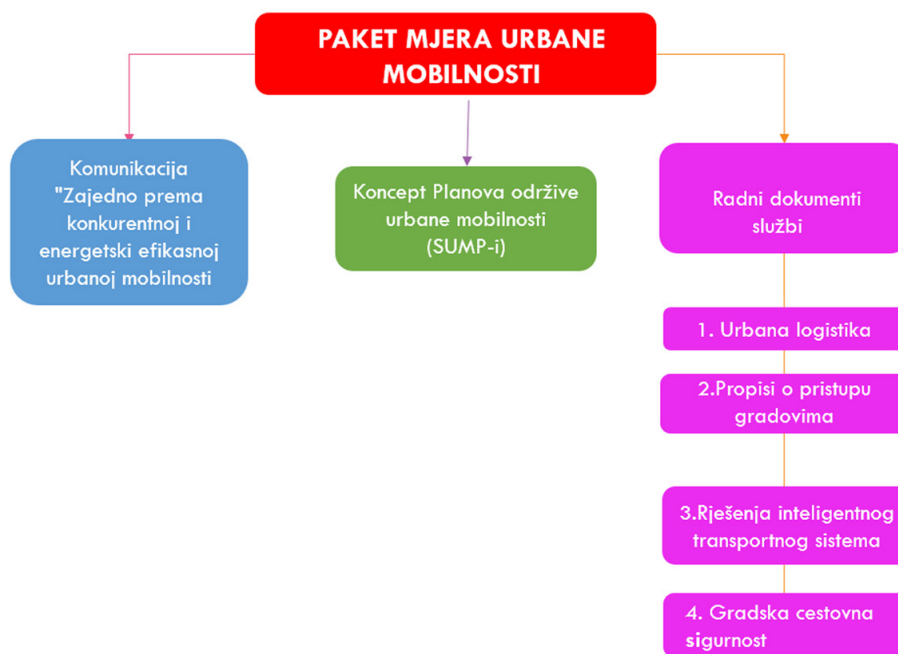 PAKET MJERA URBANE
MOBILNOSTI
Komunikacija
"Zajedno prema
konkurentnoj i
energetski efikasnoj
urbanoj mobilnosti
Koncept Planova održive
urbane mobilnosti
(SUMP-i)
Radni dokumenti
službi
1. Urbana logistika
2.Propisi o pristupu
gradovima
3.Rješenja inteligentnog
transportnog sistema
4. Gradska cestovna
sigurnost